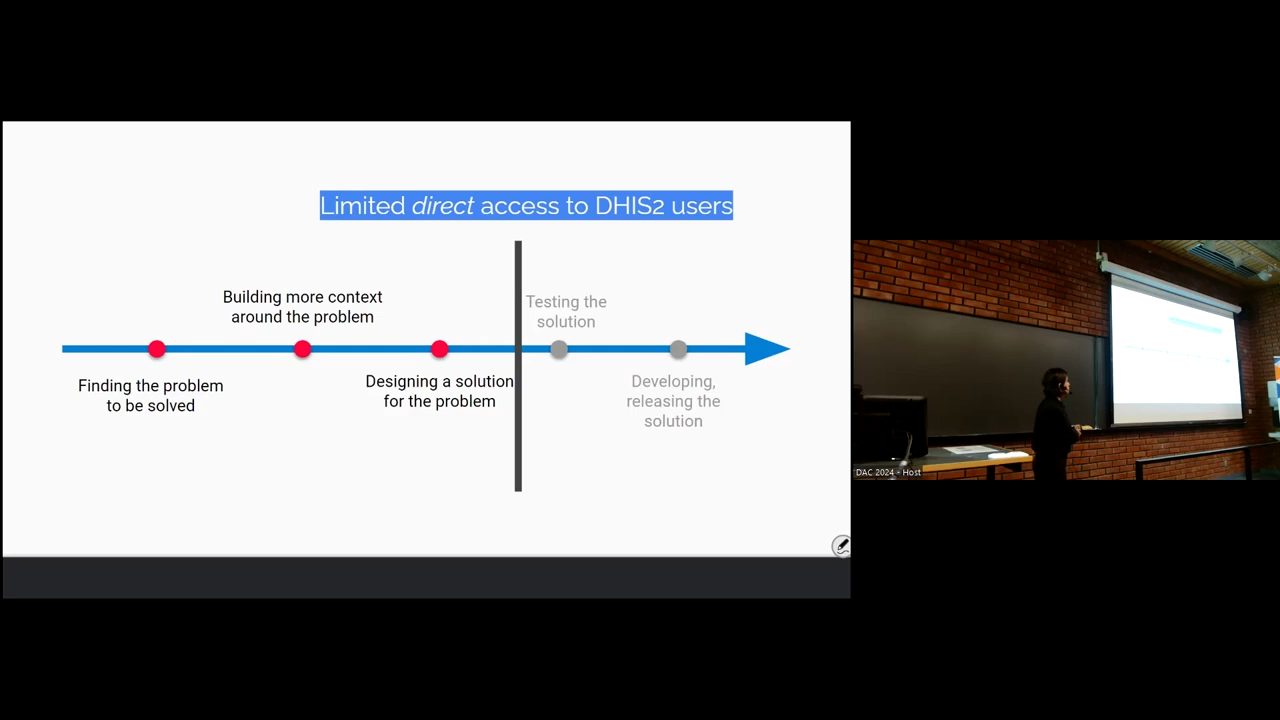 Limited direct access to DHIS2 users
Building more context
around the problem
Testing the
solution
Finding the problem
to be solved
Designing a solution
for the problem
Developing,
releasing the
solution
DAC 2024 - Host